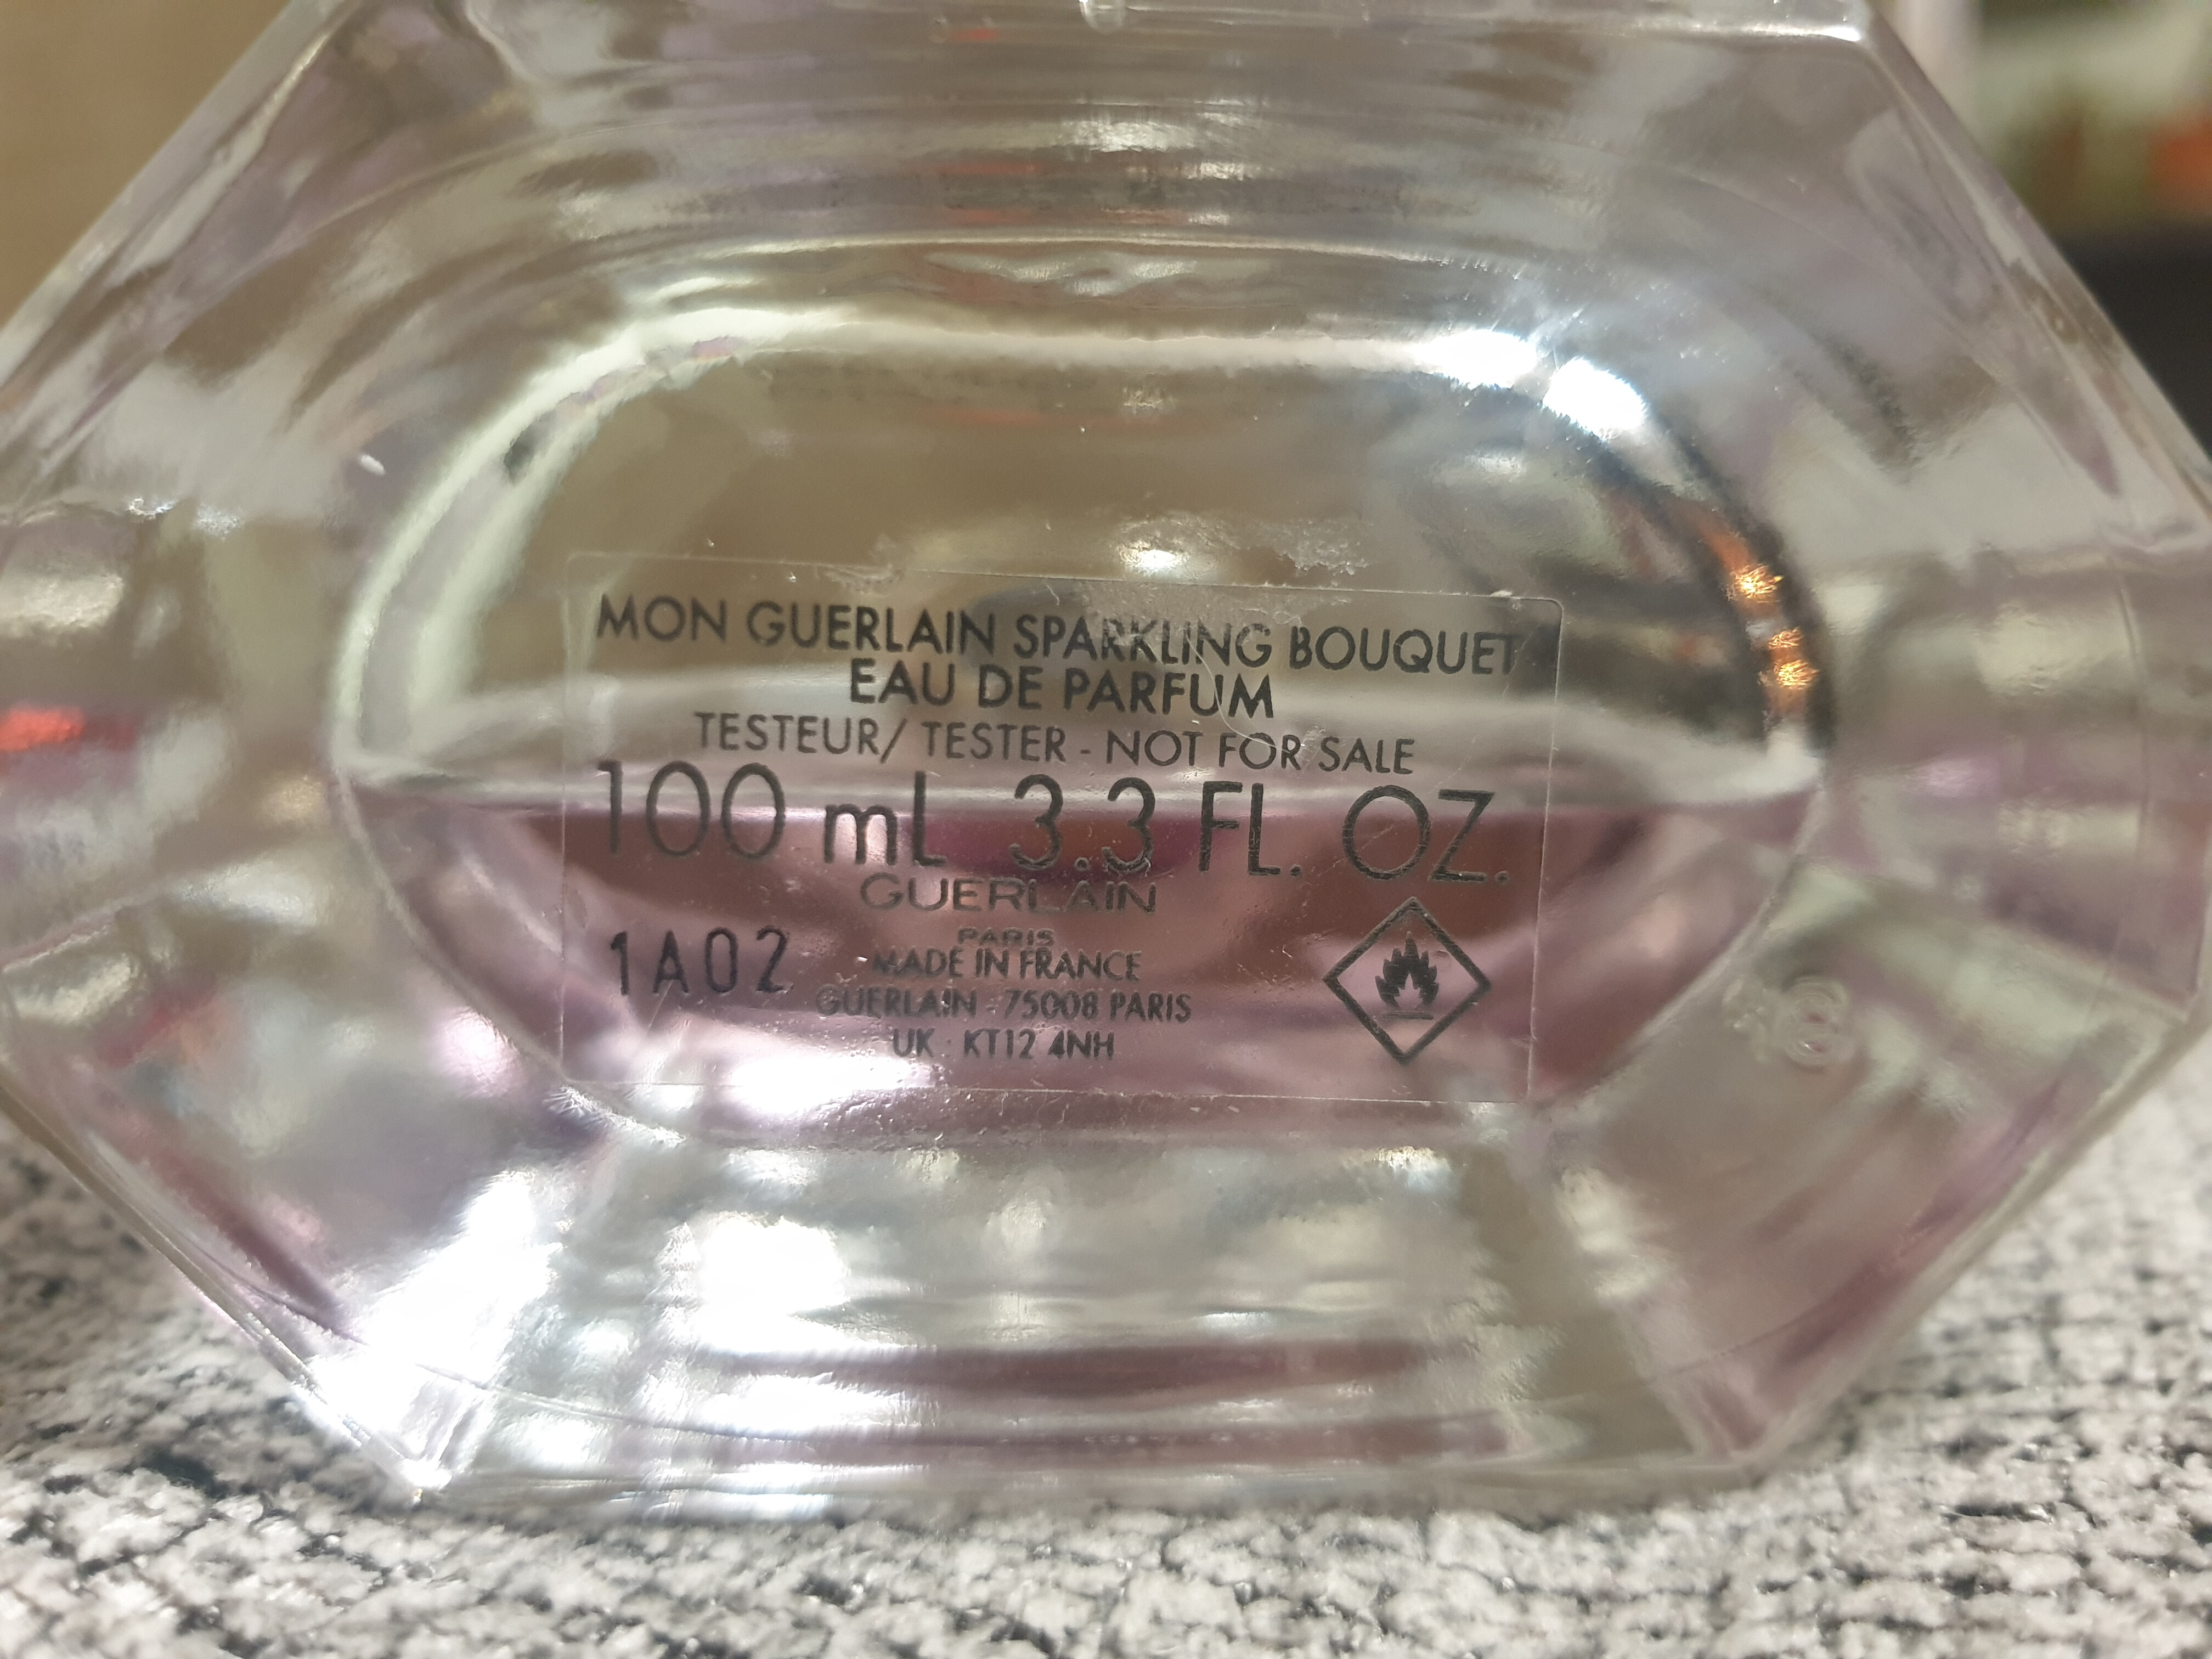 MON GUERLAIN SPARKLING BOUQUET
EAU DE PARFUM
TESTEUR/ TESTER - NOT FOR SALE
100 mL 3.3 FL. OZ.
GUERLAIN
PARIS
1A02
MADE IN FRANCE
GUERLAIN - 75008 PARIS
UK - KT12 4NH